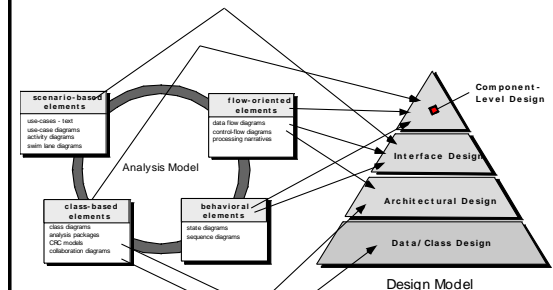 scenario-based
elements
use-cases - text
use-case diagrams
activity diagrams
swim lane diagrams
flow-oriented
elements
data flow diagrams
control-flow diagrams
processing narratives
Analysis Model
class-based
elements
class diagrams
analysis packages
CRC models
collaboration diagrams
behavioral
elements
state diagrams
sequence diagrams
Component-
Level Design
Interface Design
Architectural Design
Data/Class Design
Design Model